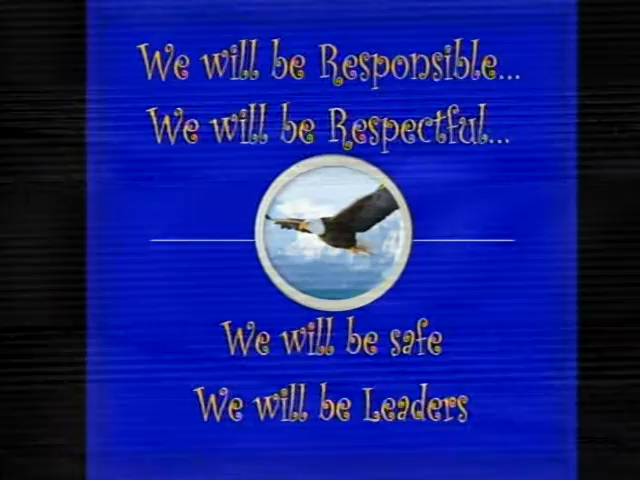 We will be Responsible...
We will be Respectful...
We will be safe
We will be Leaders